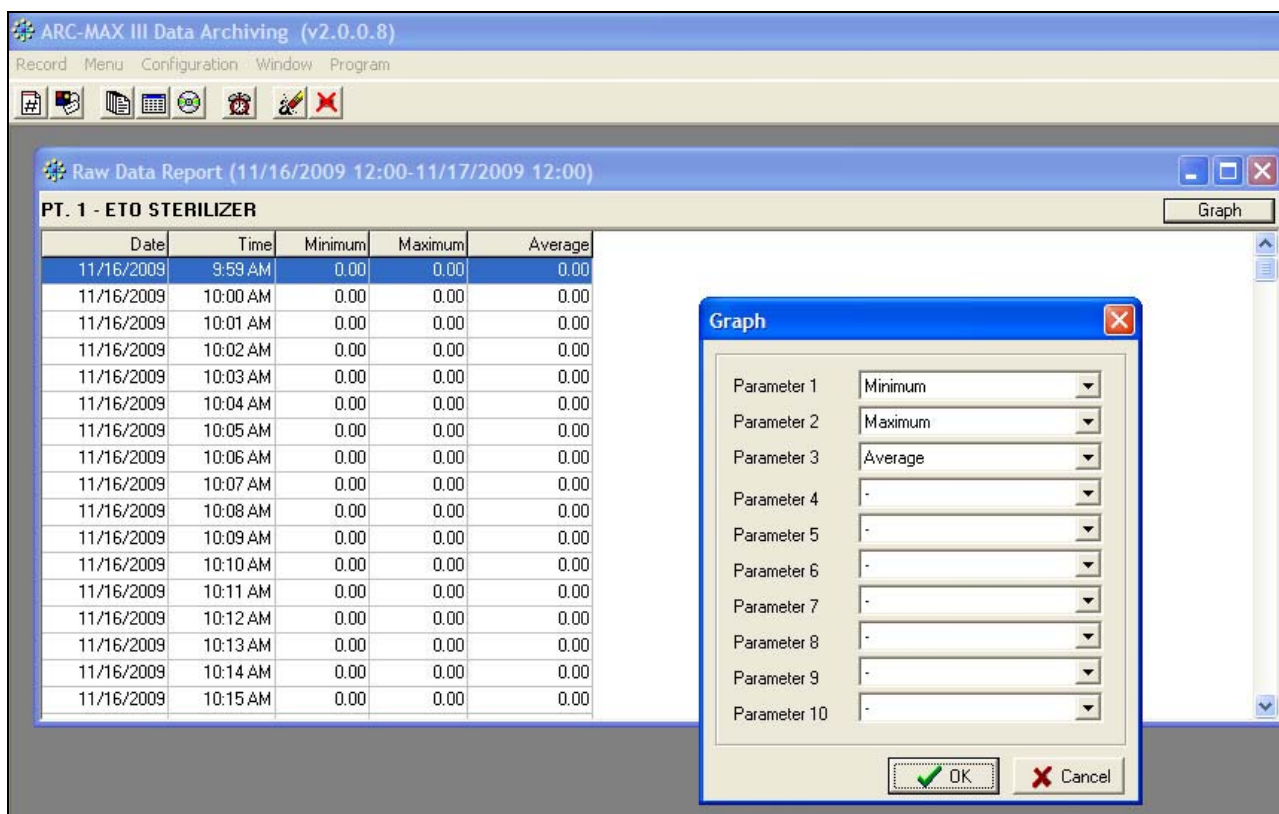 ARC-MAX III Data Archiving (v2.0.0.8)
Record Menu Configuration Window Program
Raw Data Report (11/16/2009 12:00-11/17/2009 12:00)
PT. 1 - ETO STERILIZER Graph
Date Time Minimum Maximum Average
11/16/2009 9:59 AM 0.00 0.00 0.00
11/16/2009 10:00 AM 0.00 0.00 0.00
11/16/2009 10:01 AM 0.00 0.00 0.00
11/16/2009 10:02 AM 0.00 0.00 0.00
11/16/2009 10:03 AM 0.00 0.00 0.00
11/16/2009 10:04 AM 0.00 0.00 0.00
11/16/2009 10:05 AM 0.00 0.00 0.00
11/16/2009 10:06 AM 0.00 0.00 0.00
11/16/2009 10:07 AM 0.00 0.00 0.00
11/16/2009 10:08 AM 0.00 0.00 0.00
11/16/2009 10:09 AM 0.00 0.00 0.00
11/16/2009 10:10 AM 0.00 0.00 0.00
11/16/2009 10:11 AM 0.00 0.00 0.00
11/16/2009 10:12 AM 0.00 0.00 0.00
11/16/2009 10:13 AM 0.00 0.00 0.00
11/16/2009 10:14 AM 0.00 0.00 0.00
11/16/2009 10:15 AM 0.00 0.00 0.00
Graph
Parameter 1 Minimum
Parameter 2 Maximum
Parameter 3 Average
Parameter 4 -
Parameter 5 -
Parameter 6 -
Parameter 7 -
Parameter 8 -
Parameter 9 -
Parameter 10 -
OK Cancel